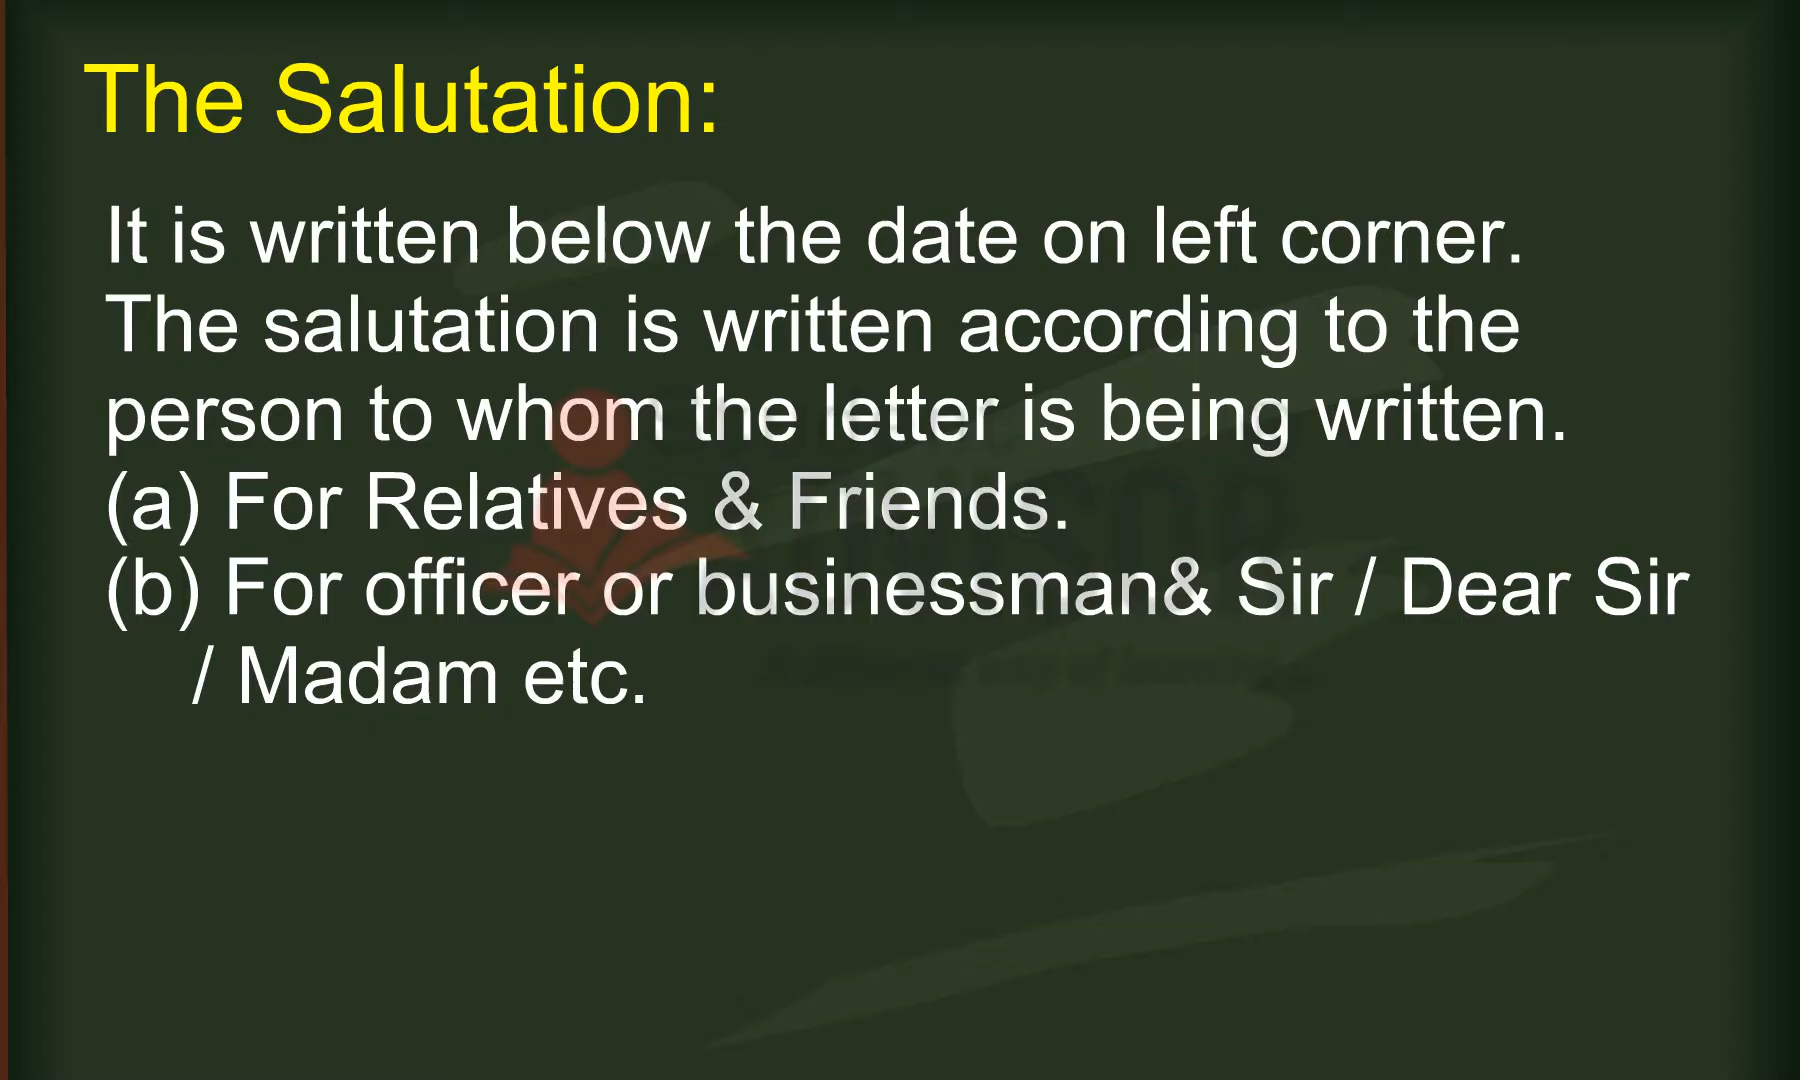 The Salutation:
It is written below the date on left corner.
The salutation is written according to the
person to whom the letter is being written.
(a) For Relatives & Friends.
(b) For officer or businessman& Sir / Dear Sir
/ Madam etc.